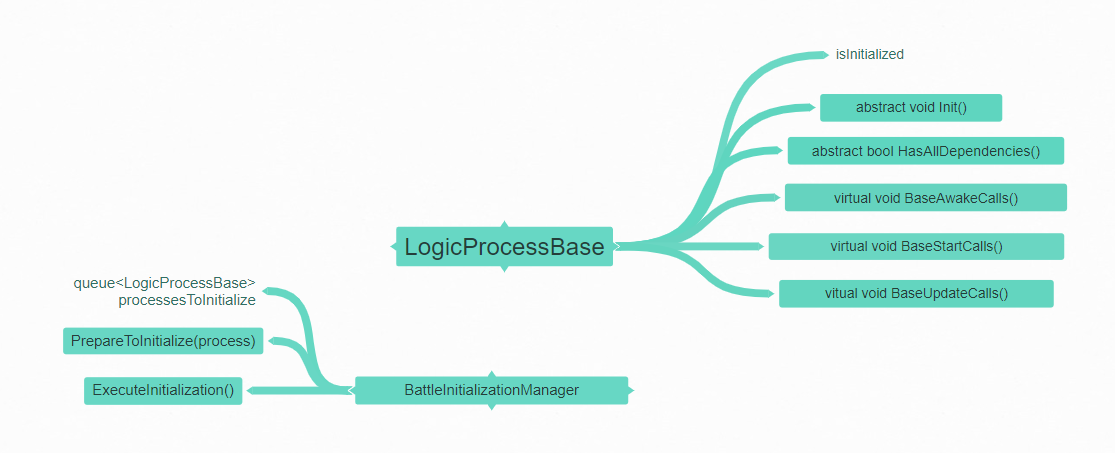 isInitialized
abstract void Init()
abstract bool HasAllDependencies()
virtual void BaseAwakeCalls()
LogicProcessBase
virtual void BaseStartCalls()
vitual void BaseUpdateCalls()
queue<LogicProcessBase>
processesToInitialize
PrepareToInitialize(process)
ExecuteInitialization()
BattleInitializationManager